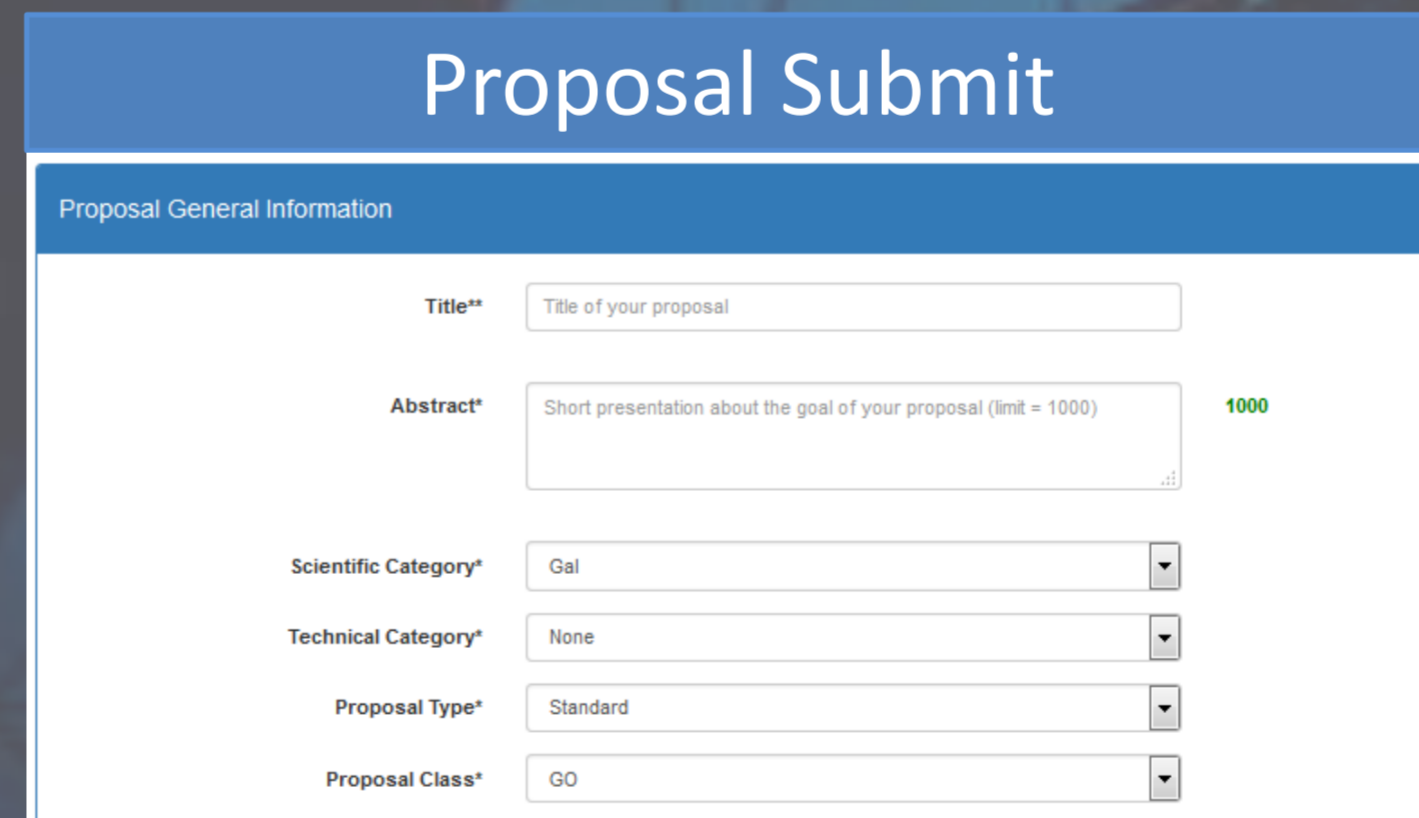 Proposal Submit
Proposal General Information
Title** Title of your proposal
Abstract* Short presentation about the goal of your proposal (limit = 1000) 1000
Scientific Category* Gal
Technical Category* None
Proposal Type* Standard
Proposal Class* GO